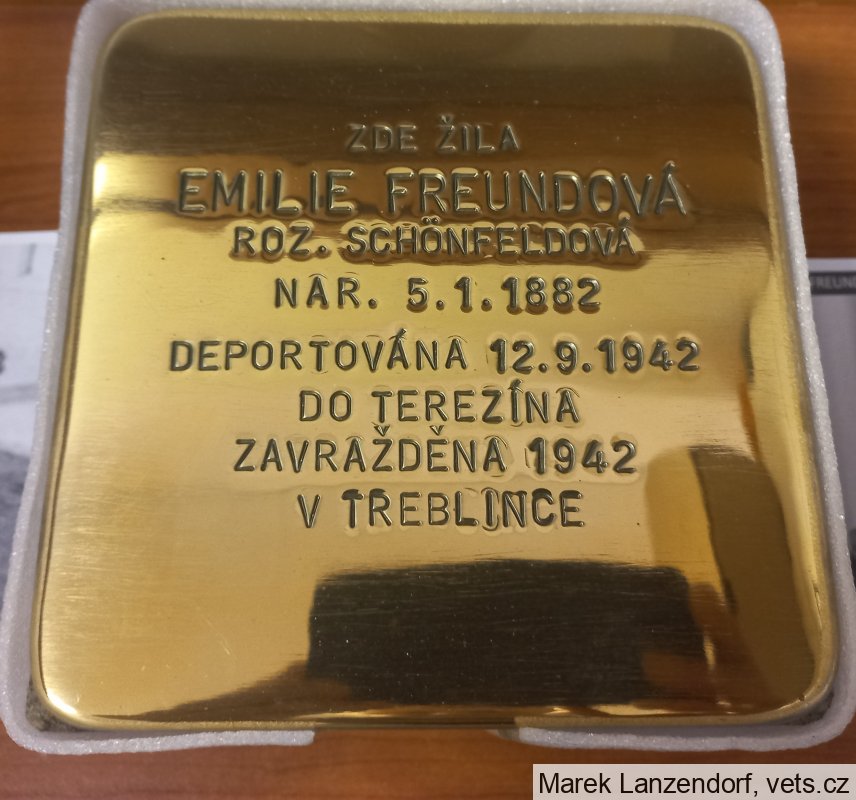 ZDE ŽILA
EMILIE FREUNDOVÁ
ROZ. SCHÖNFELDOVÁ
NAR. 5.1.1882
DEPORTOVÁNA 12.9.1942
DO TEREZÍNA
ZAVRAŽDĚNA 1942
V TREBLINCE
Marek Lanzendorf, vets.cz